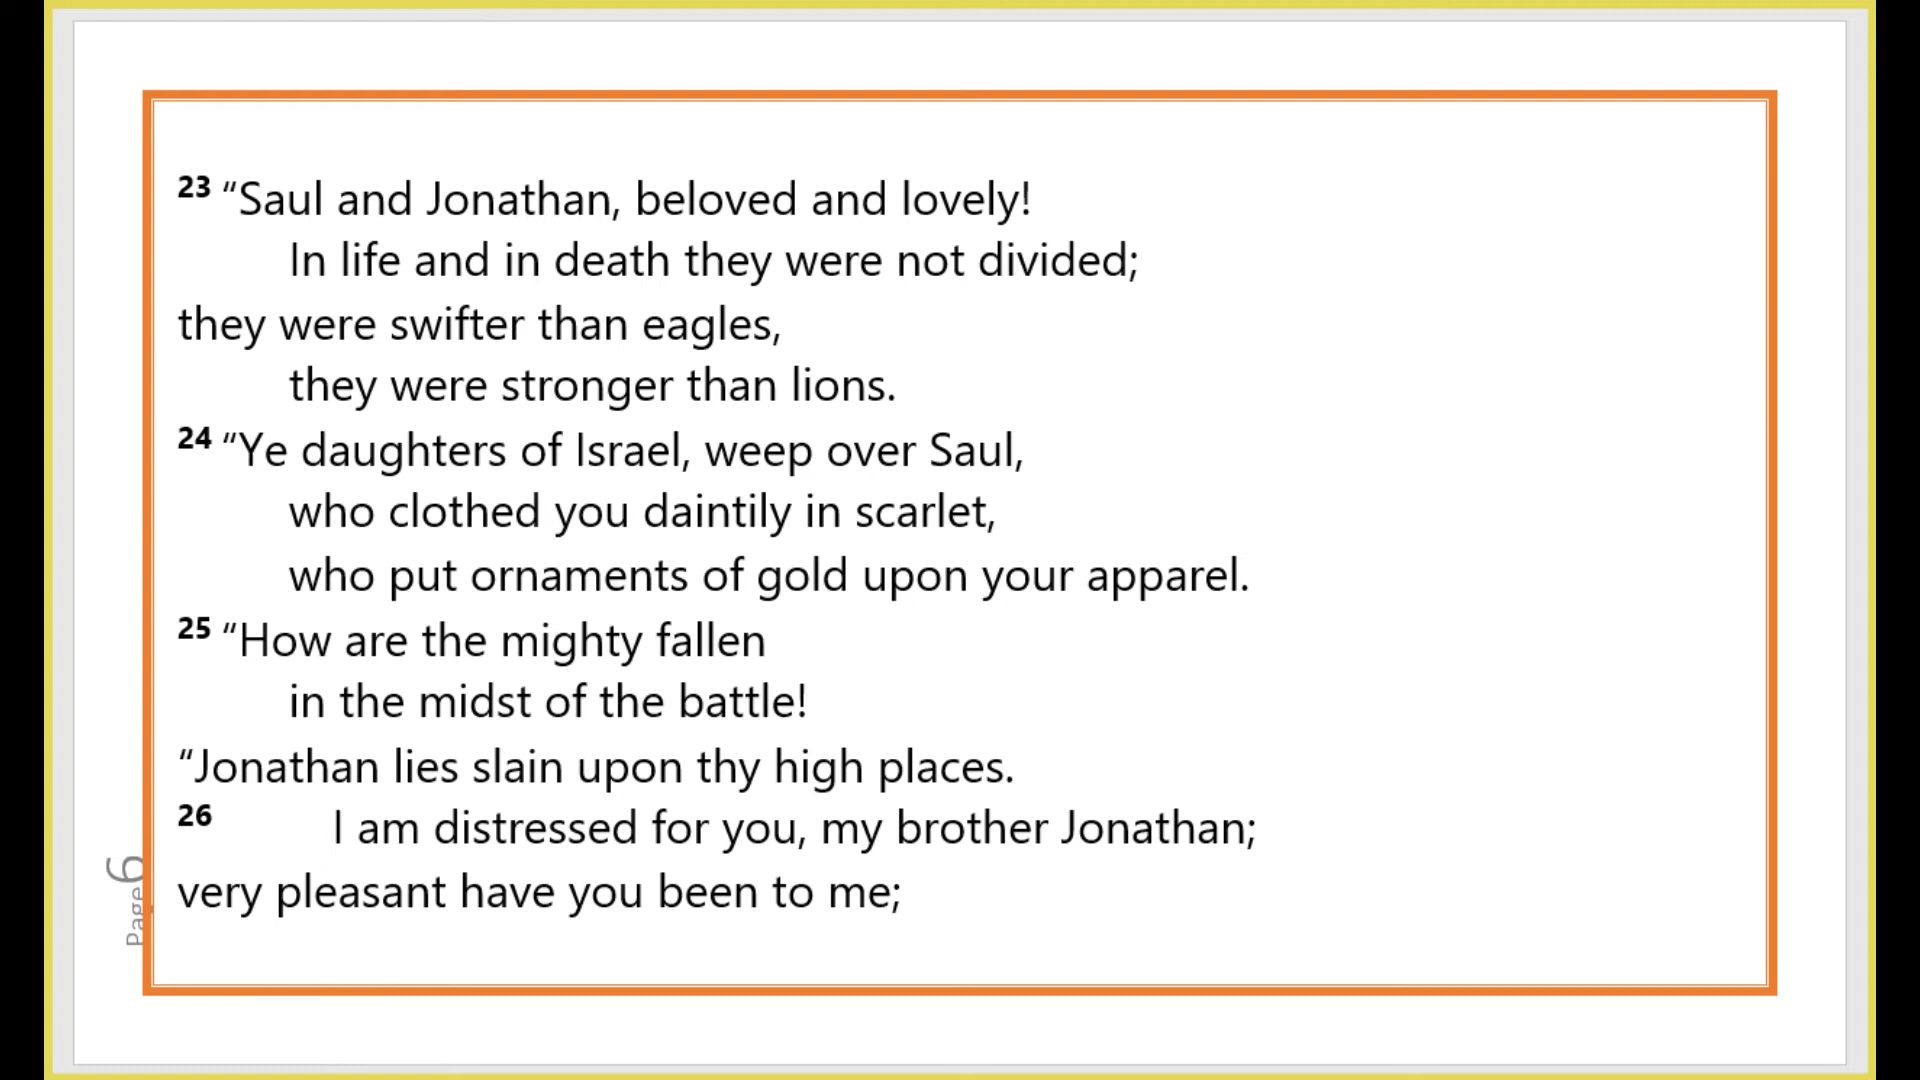 23 “Saul and Jonathan, beloved and lovely!
In life and in death they were not divided;
they were swifter than eagles,
they were stronger than lions.
24 “Ye daughters of Israel, weep over Saul,
who clothed you daintily in scarlet,
who put ornaments of gold upon your apparel.
25 “How are the mighty fallen
in the midst of the battle!
“Jonathan lies slain upon thy high places.
26 I am distressed for you, my brother Jonathan;
very pleasant have you been to me;
Page 6